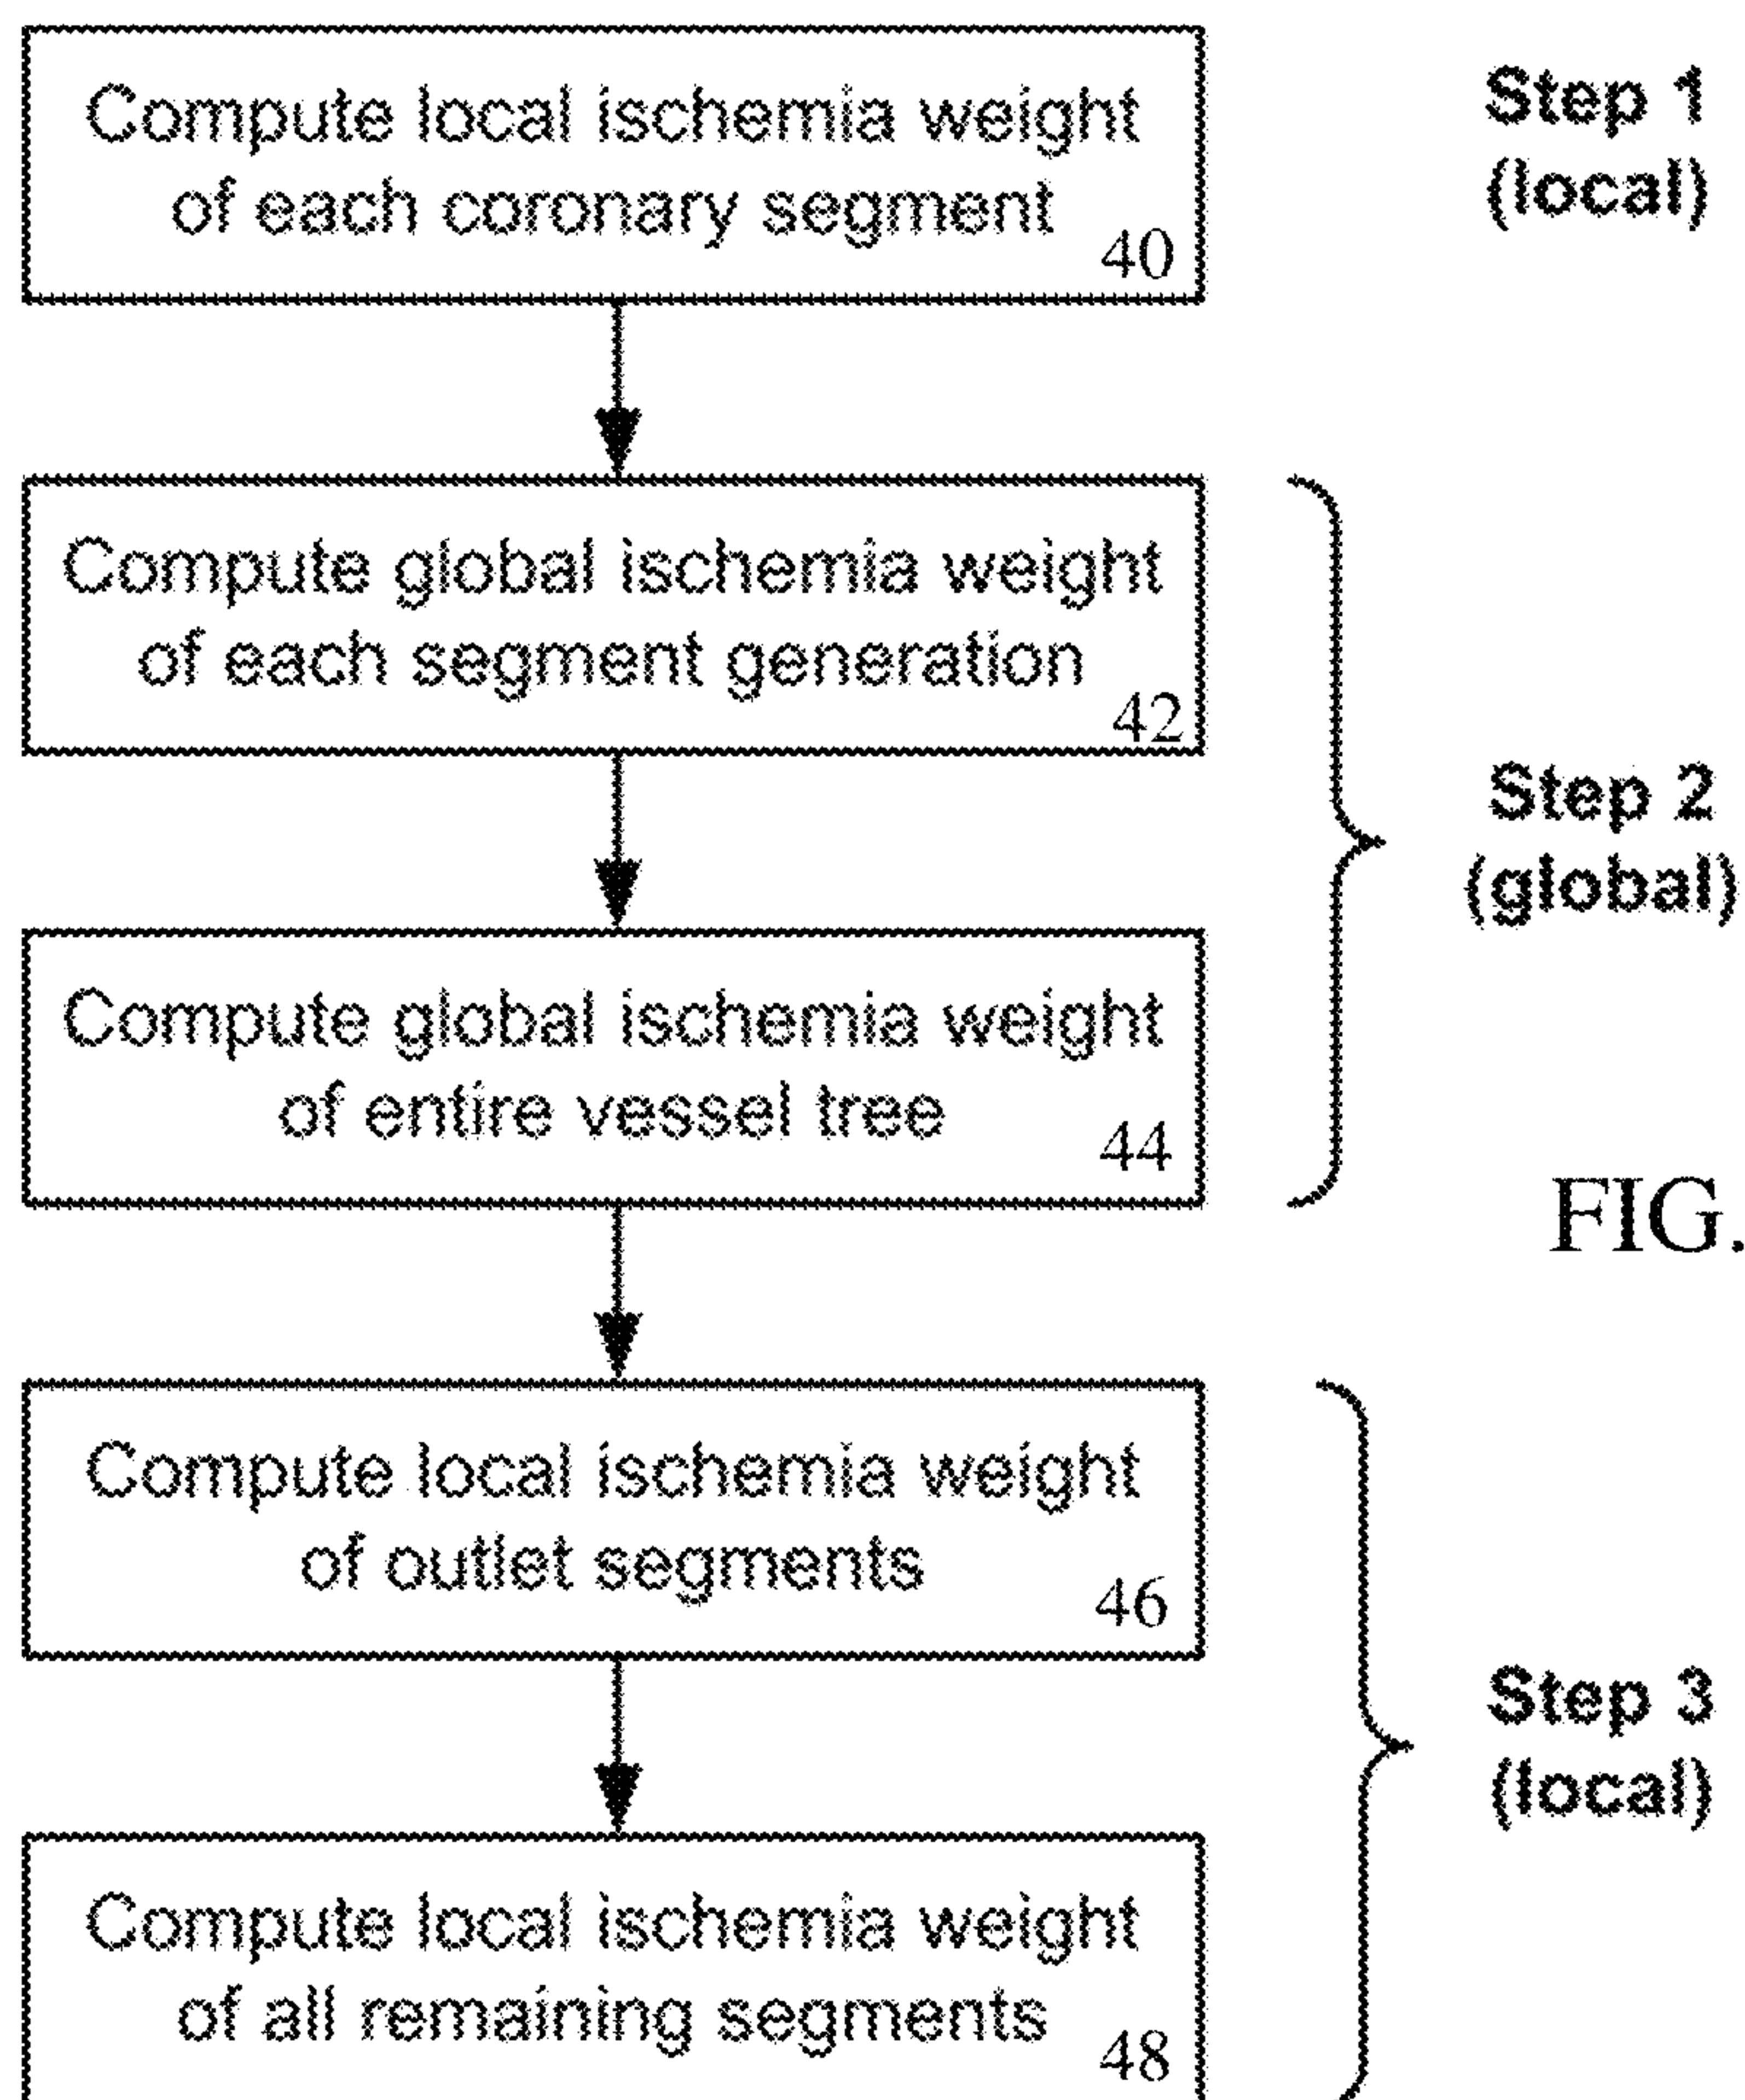 Compute local ischemia weight
of each coronary segment
40
Step 1
(local)
Compute global ischemia weight
of each segment generation
42
Step 2
(global)
Compute global ischemia weight
of entire vessel tree
44
FIG.
Compute local ischemia weight
of outlet segments
46
Step 3
(local)
Compute local ischemia weight
of all remaining segments
48